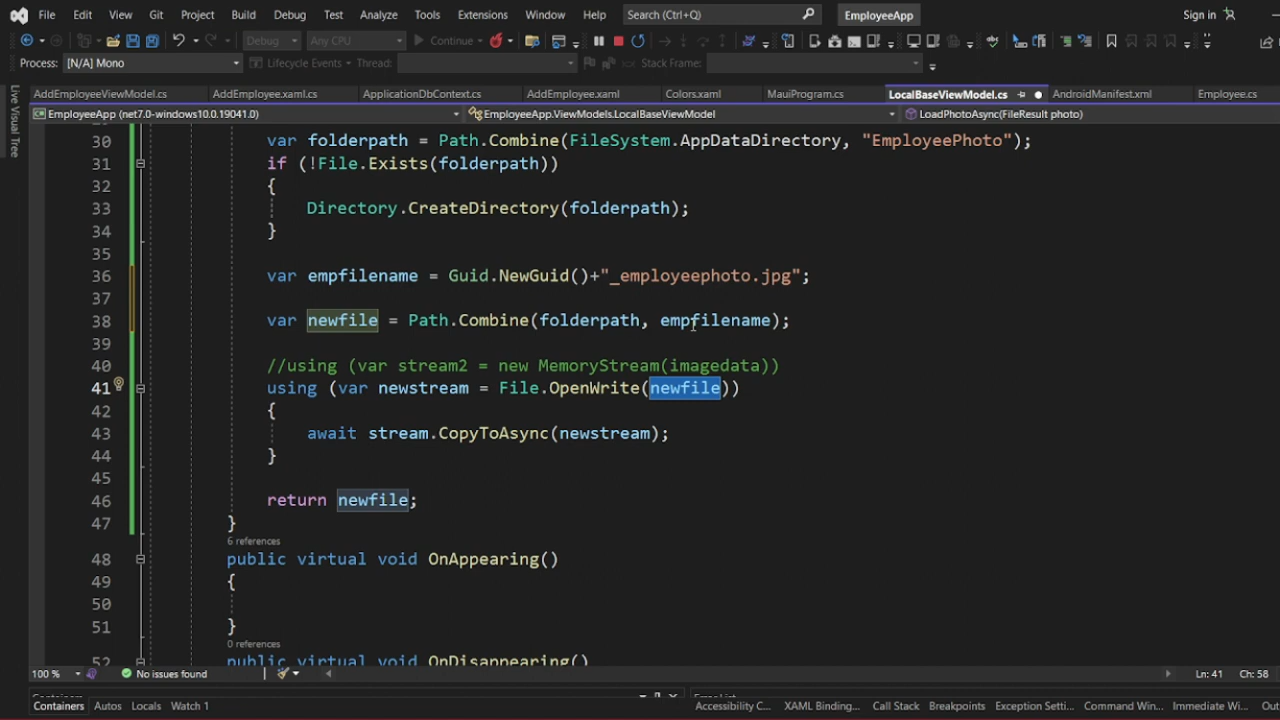 File Edit View Git Project Build Debug Test Analyze Tools Extensions Window Help Search (Ctrl+Q) EmployeeApp Sign in
Debug Any CPU Continue
Process: [N/A] Mono Lifecycle Events Thread: Stack Frame:
AddEmployeeViewModel.cs AddEmployee.xaml.cs ApplicationDbContext.cs AddEmployee.xaml Colors.xaml MauiProgram.cs LocalBaseViewModel.cs AndroidManifest.xml Employee.cs
EmployeeApp (net7.0-windows10.0.19041.0) EmployeeApp.ViewModels.LocalBaseViewModel LoadPhotoAsync(FileResult photo)
Live Visual Tree
30 var folderpath = Path.Combine(FileSystem.AppDataDirectory, "EmployeePhoto");
31 if (!File.Exists(folderpath))
32 {
33 Directory.CreateDirectory(folderpath);
34 }
35
36 var empfilename = Guid.NewGuid()+"_employeephoto.jpg";
37
38 var newfile = Path.Combine(folderpath, empfilename);
39
40 //using (var stream2 = new MemoryStream(imagedata))
41 using (var newstream = File.OpenWrite(newfile))
42 {
43 await stream.CopyToAsync(newstream);
44 }
45
46 return newfile;
47 }
6 references
48 public virtual void OnAppearing()
49 {
50
51 }
0 references
52 public virtual void OnDisappearing()
100 % No issues found Ln: 41 Ch: 58
Containers
Containers Autos Locals Watch 1 Accessibility C... XAML Binding... Call Stack Breakpoints Exception Setti... Command Win... Immediate Wi...